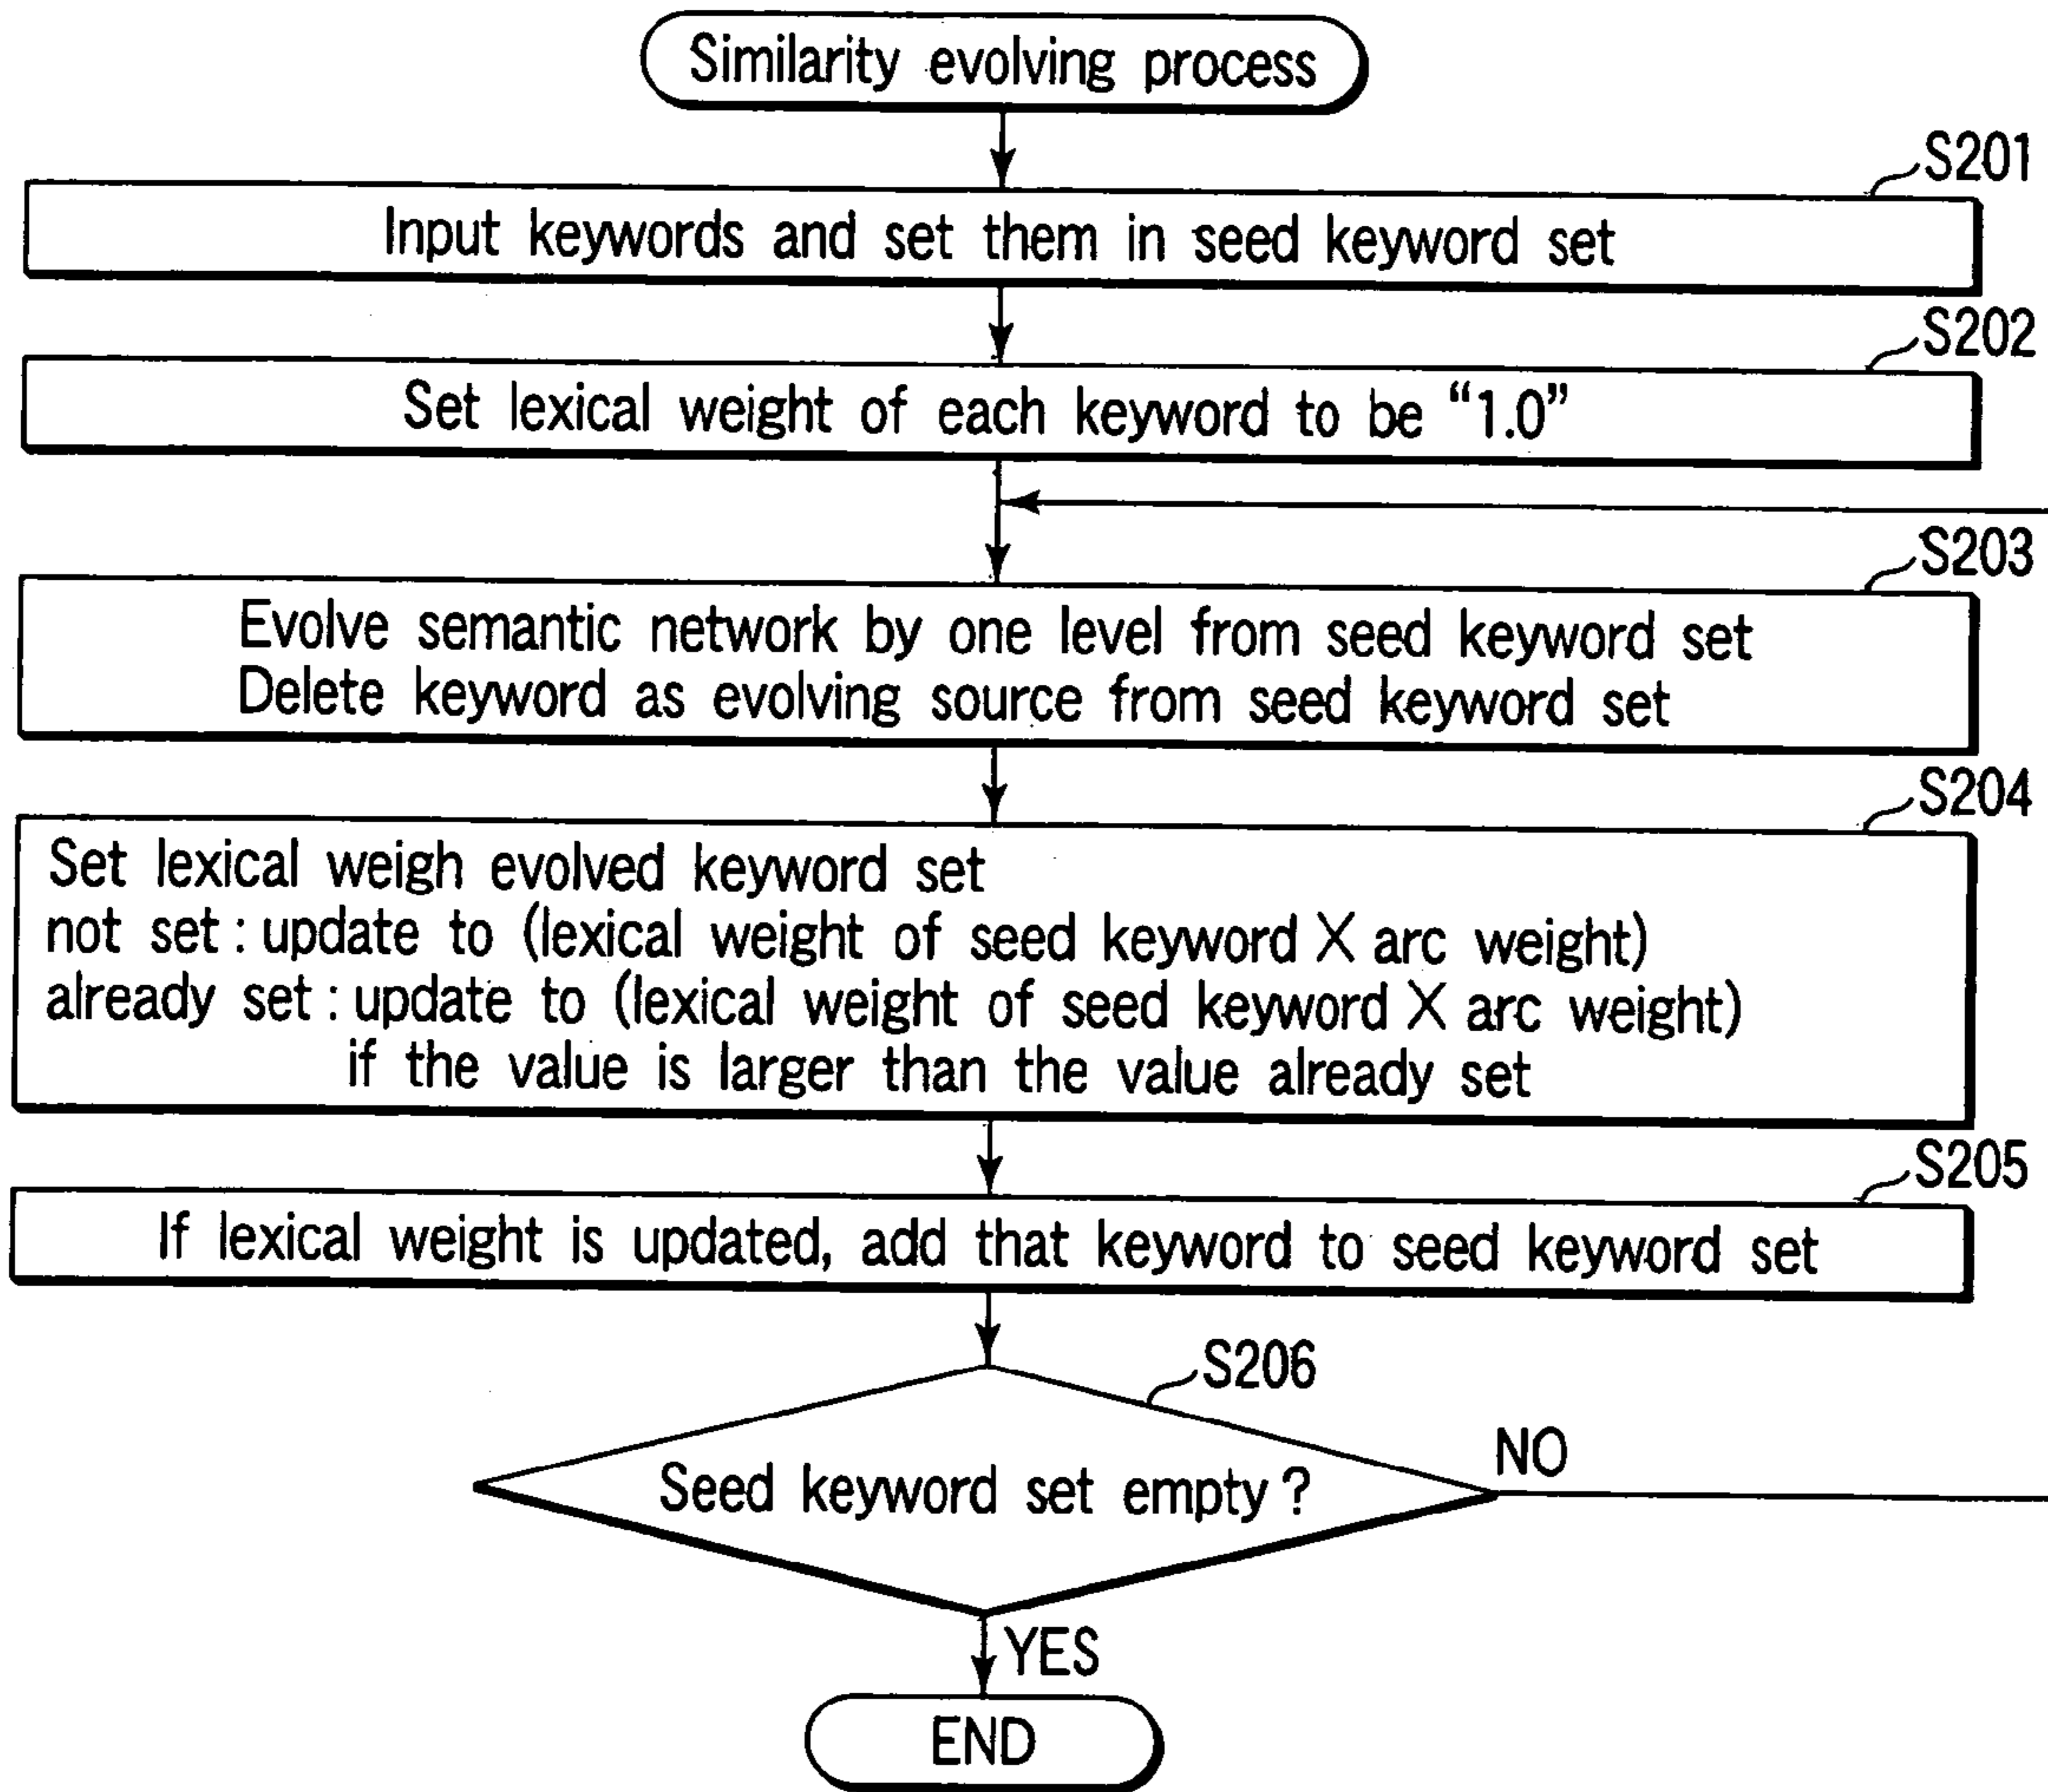 Similarity evolving process
S201
Input keywords and set them in seed keyword set
S202
Set lexical weight of each keyword to be “1.0”
S203
Evolve semantic network by one level from seed keyword set
Delete keyword as evolving source from seed keyword set
S204
Set lexical weigh evolved keyword set
not set : update to (lexical weight of seed keyword X arc weight)
already set : update to (lexical weight of seed keyword X arc weight)
if the value is larger than the value already set
S205
If lexical weight is updated, add that keyword to seed keyword set
S206
Seed keyword set empty ?
NO
YES
END